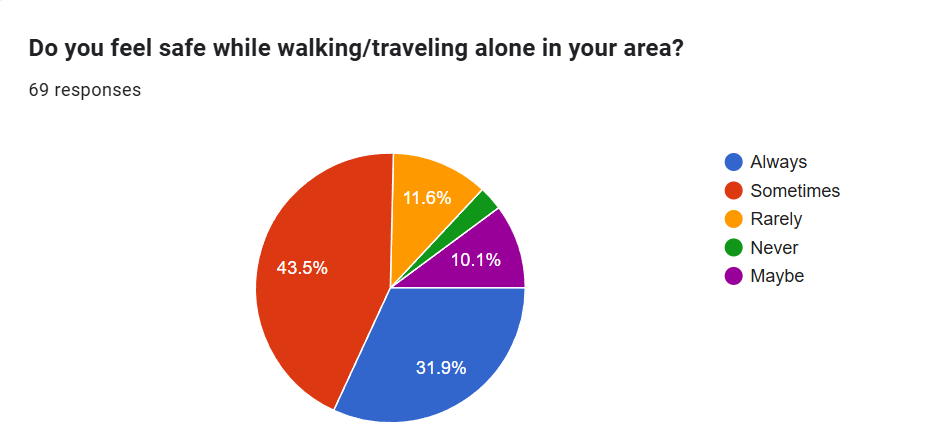 Do you feel safe while walking/traveling alone in your area?
69 responses
11.6%
43.5%
10.1%
31.9%
Always
Sometimes
Rarely
Never
Maybe